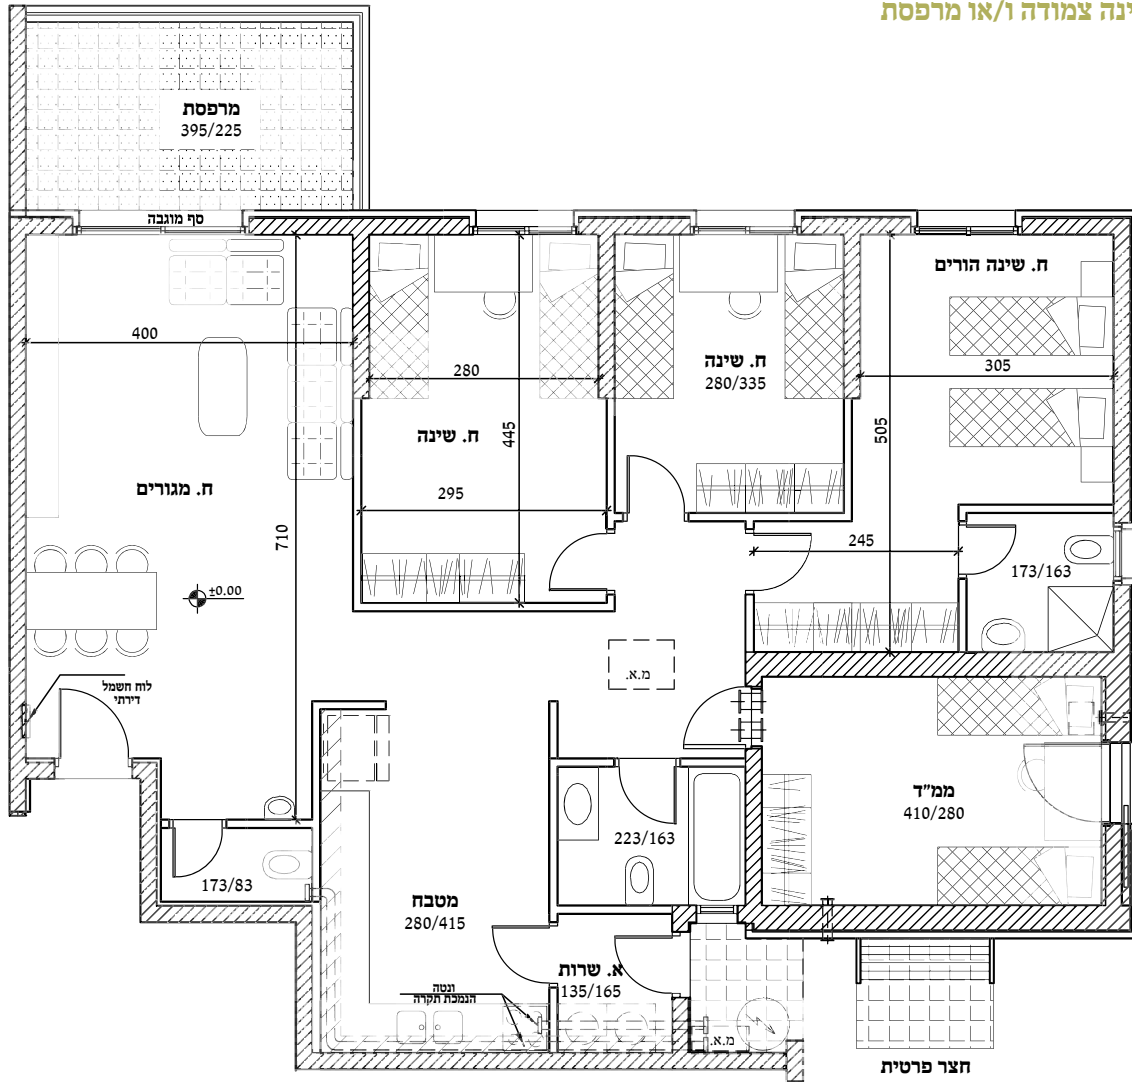 ינה צמודה ו/או מרפסת
מרפסת
395/225
סף מוגבה
ח. שינה הורים
400
280
ח. שינה
280/335
305
ח. שינה
445
505
ח. מגורים
295
710
245
173/163
±0.00
מ.א.
לוח חשמל
דירתי
ממ"ד
410/280
223/163
173/83
מטבח
280/415
א. שרות
135/165
ונטה
הנמכת תקרה
מ.א.
חצר פרטית